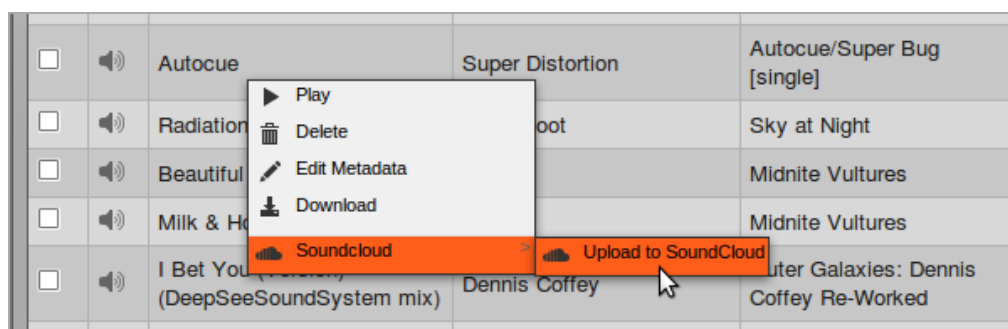 Autocue
Super Distortion
Autocue/Super Bug
[single]
Play
Radiation
oot
Sky at Night
Delete
Beautiful
Edit Metadata
Midnite Vultures
Milk & Ho
Download
Midnite Vultures
Soundcloud >
Upload to SoundCloud
I Bet You (Version)
(DeepSeeSoundSystem mix)
Dennis Coffey
uter Galaxies: Dennis
Coffey Re-Worked